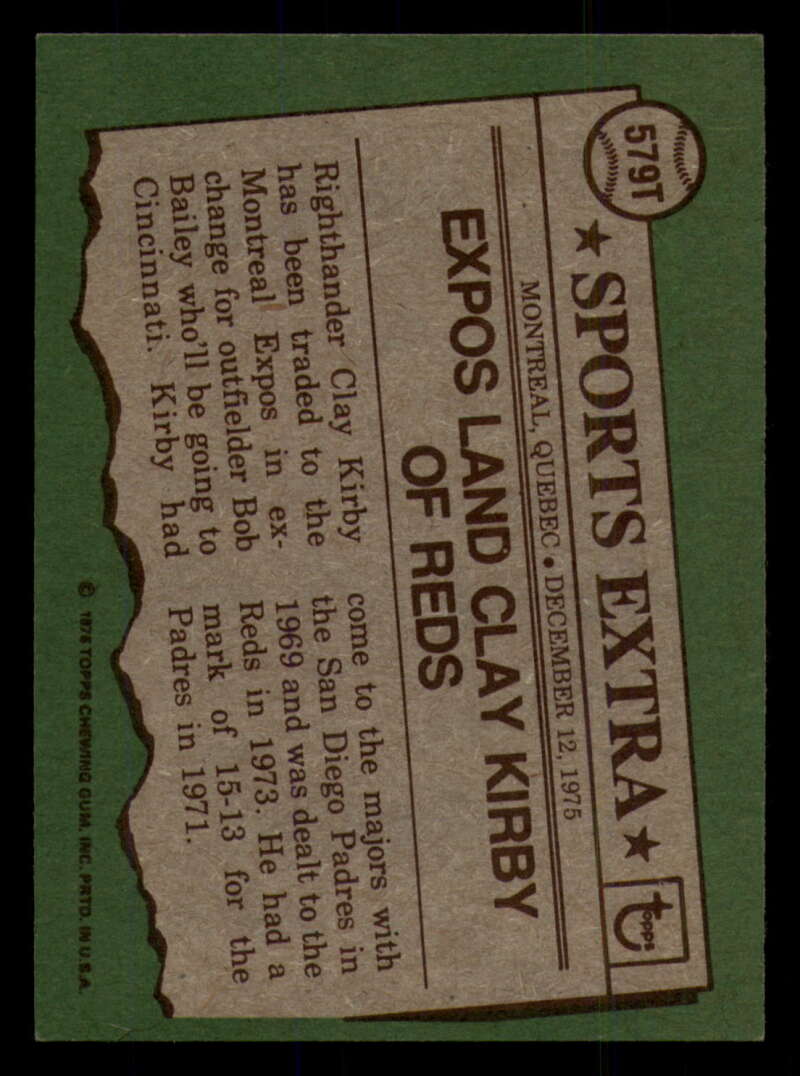 579T
★ SPORTS EXTRA ★
topps
MONTREAL, QUEBEC • DECEMBER 12, 1975
EXPOS LAND CLAY KIRBY
OF REDS
Righthander Clay Kirby
has been traded to the
Montreal Expos in ex-
change for outfielder Bob
Bailey who'll be going to
Cincinnati. Kirby had
come to the majors with
the San Diego Padres in
1969 and was dealt to the
Reds in 1973. He had a
mark of 15-13 for the
Padres in 1971.
© 1976 TOPPS CHEWING GUM, INC. PRTD. IN U.S.A.